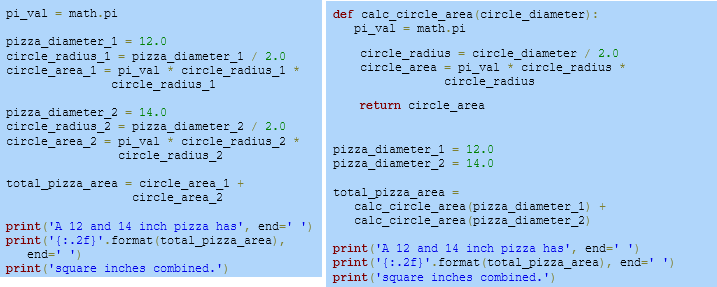 pi_val = math.pi
pizza_diameter_1 = 12.0
circle_radius_1 = pizza_diameter_1 / 2.0
circle_area_1 = pi_val * circle_radius_1 *
circle_radius_1
pizza_diameter_2 = 14.0
circle_radius_2 = pizza_diameter_2 / 2.0
circle_area_2 = pi_val * circle_radius_2 *
circle_radius_2
total_pizza_area = circle_area_1 +
circle_area_2
print('A 12 and 14 inch pizza has', end=' ')
print('{:.2f}'.format(total_pizza_area),
end=' ')
print('square inches combined.')
def calc_circle_area(circle_diameter):
pi_val = math.pi
circle_radius = circle_diameter / 2.0
circle_area = pi_val * circle_radius *
circle_radius
return circle_area
pizza_diameter_1 = 12.0
pizza_diameter_2 = 14.0
total_pizza_area =
calc_circle_area(pizza_diameter_1) +
calc_circle_area(pizza_diameter_2)
print('A 12 and 14 inch pizza has', end=' ')
print('{:.2f}'.format(total_pizza_area), end=' ')
print('square inches combined.')